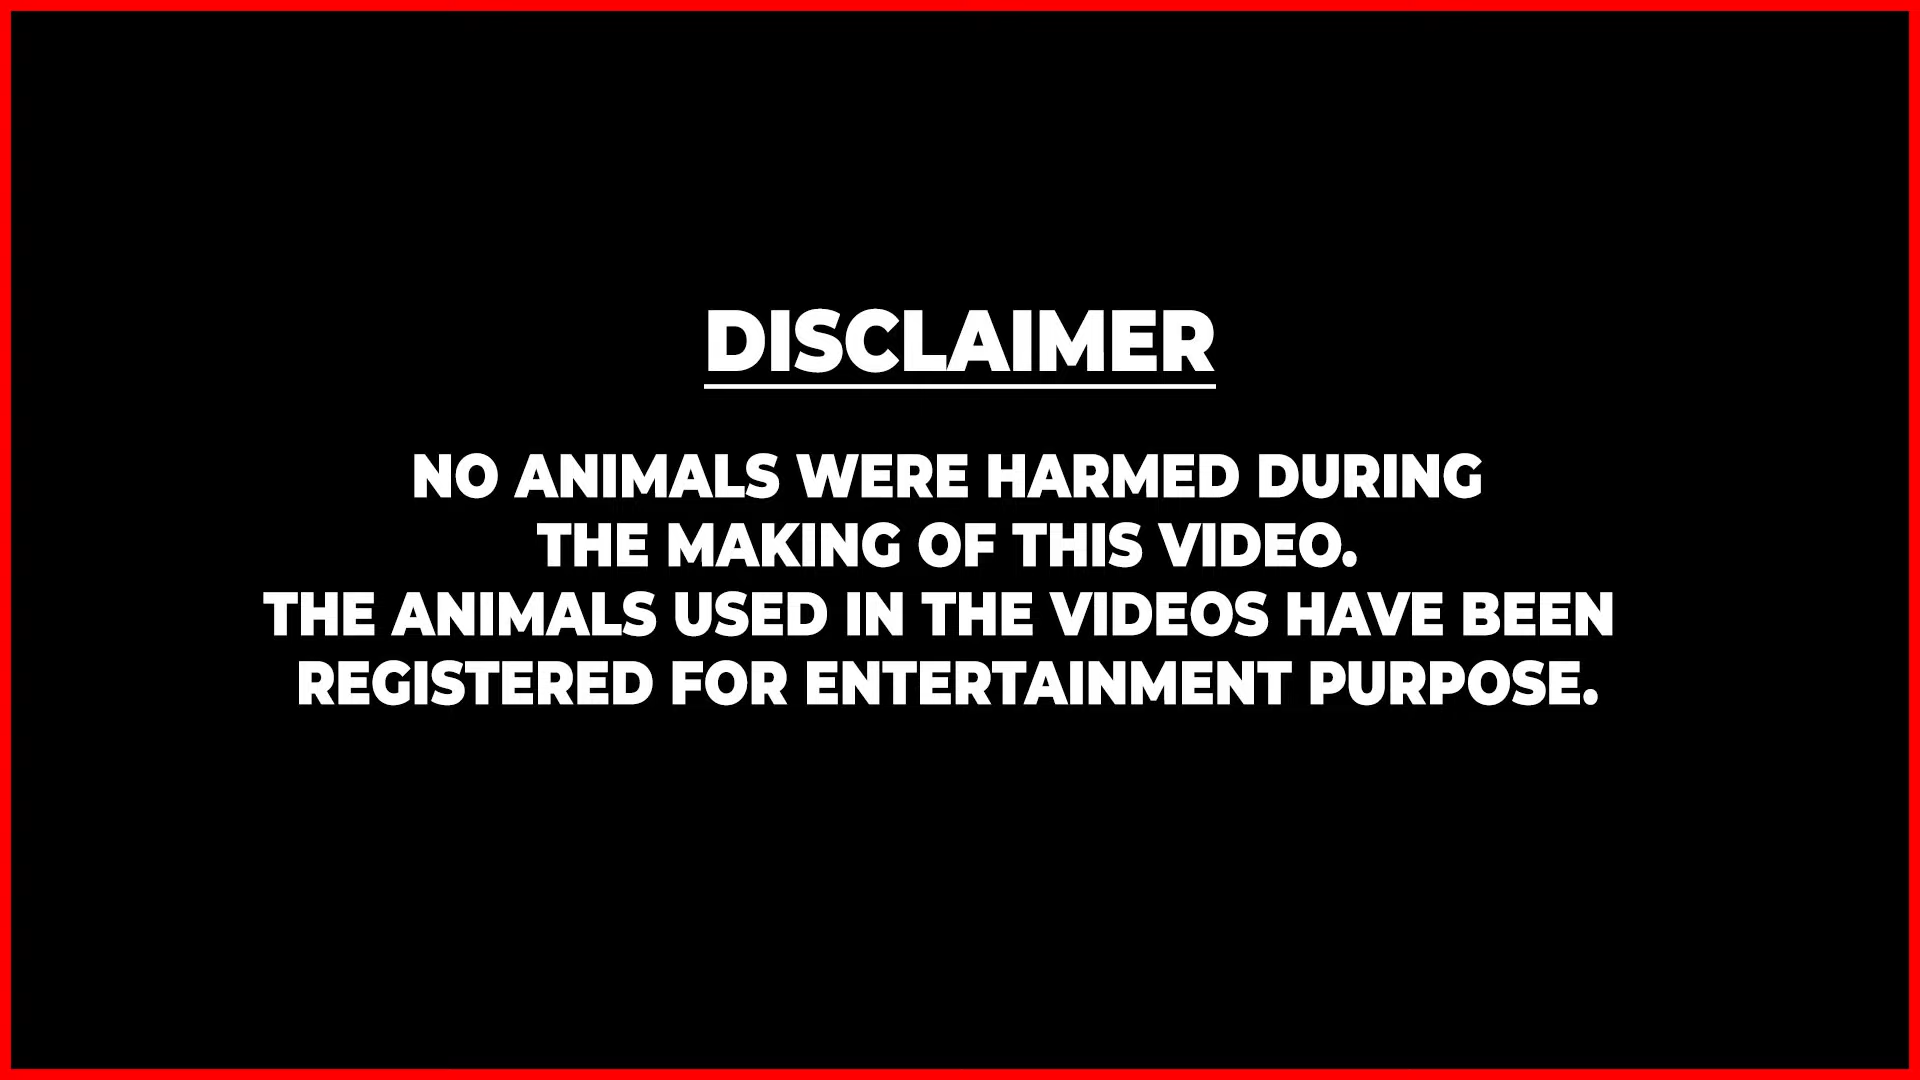 DISCLAIMER
NO ANIMALS WERE HARMED DURING
THE MAKING OF THIS VIDEO.
THE ANIMALS USED IN THE VIDEOS HAVE BEEN
REGISTERED FOR ENTERTAINMENT PURPOSE.